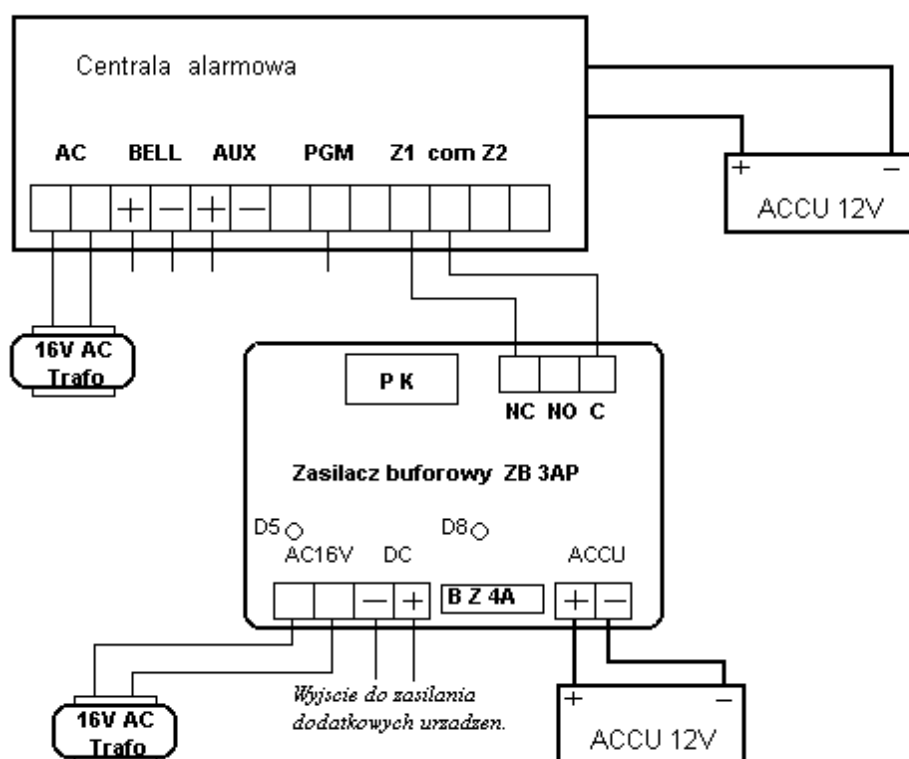 Centrala alarmowa
AC BELL AUX PGM Z1 com Z2
+ − + −
+ −
ACCU 12V
16V AC
Trafo
P K
NC NO C
Zasilacz buforowy ZB 3AP
D5 D8
AC16V DC ACCU
− + B Z 4A + −
Wyjscie do zasilania
dodatkowych urzadzen.
16V AC
Trafo
+ −
ACCU 12V